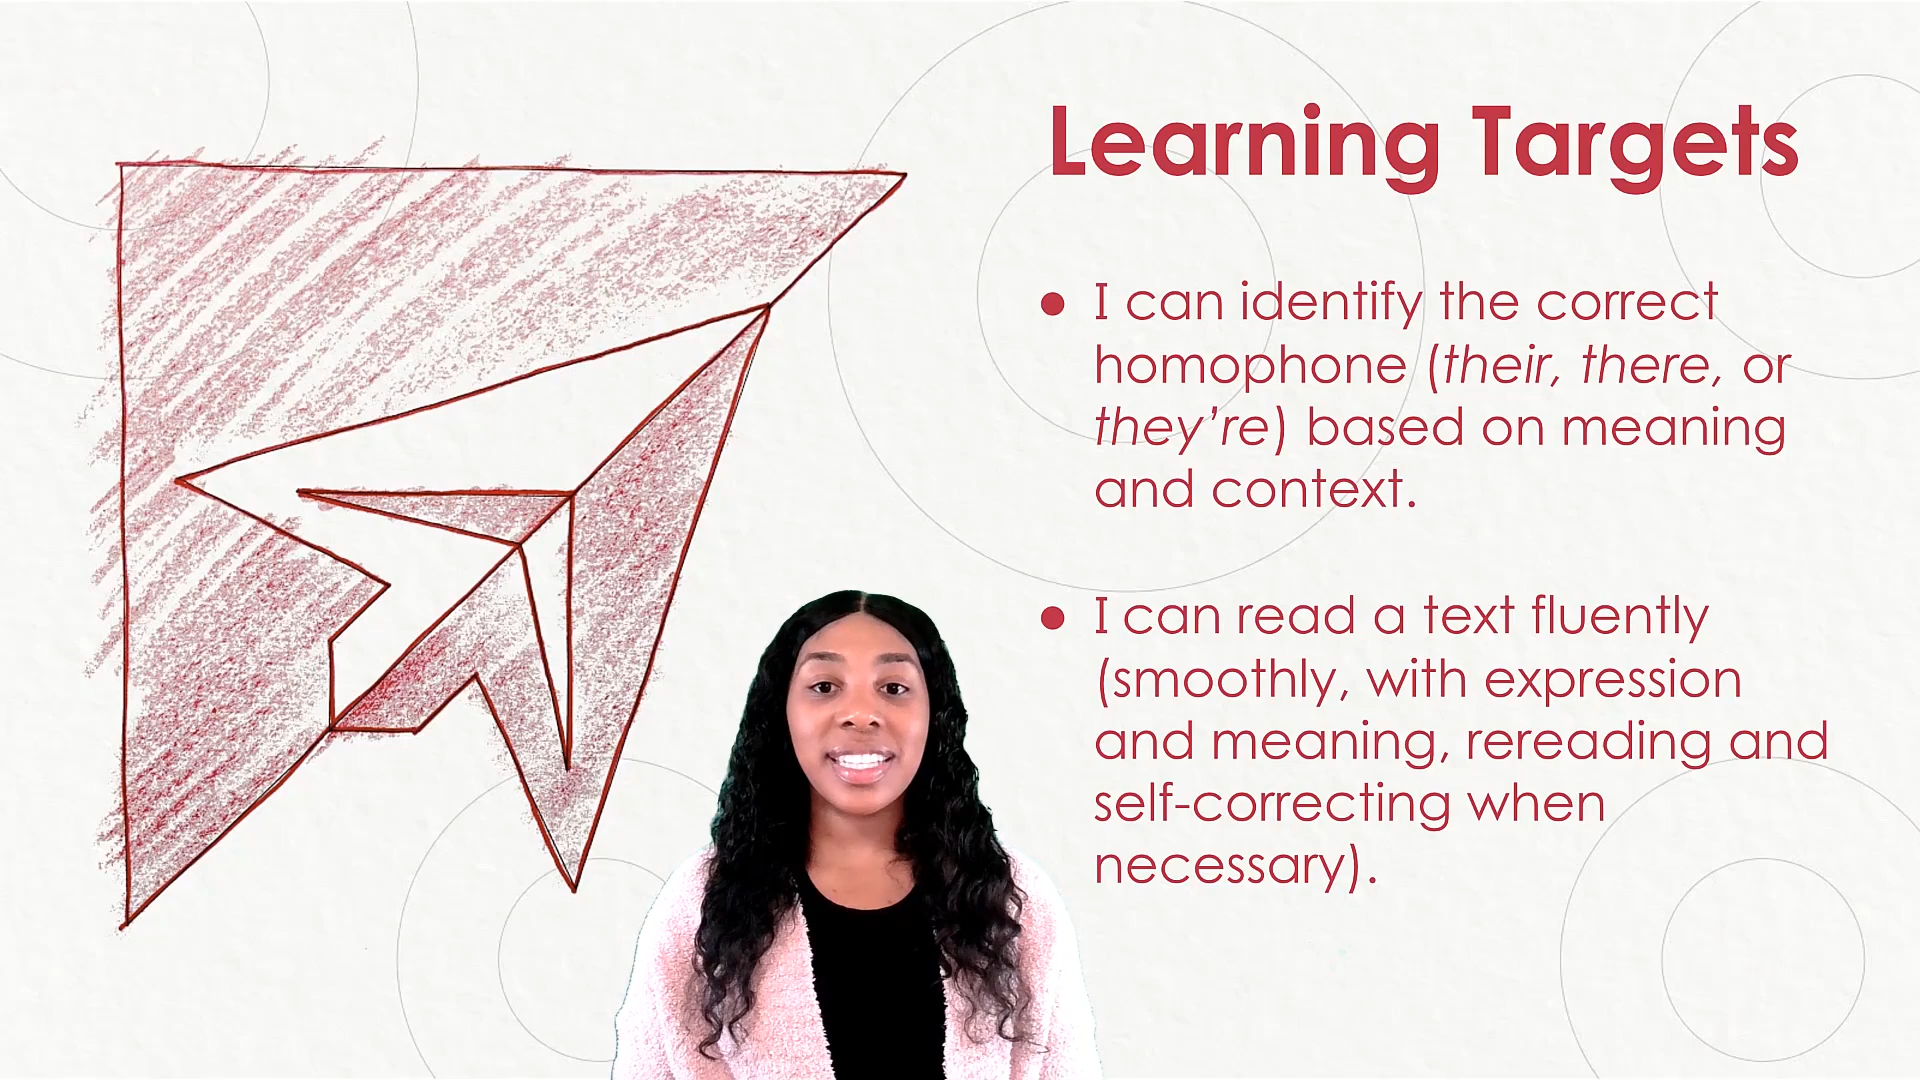 Learning Targets
● I can identify the correct
homophone (their, there, or
they’re) based on meaning
and context.
● I can read a text fluently
(smoothly, with expression
and meaning, rereading and
self-correcting when
necessary).